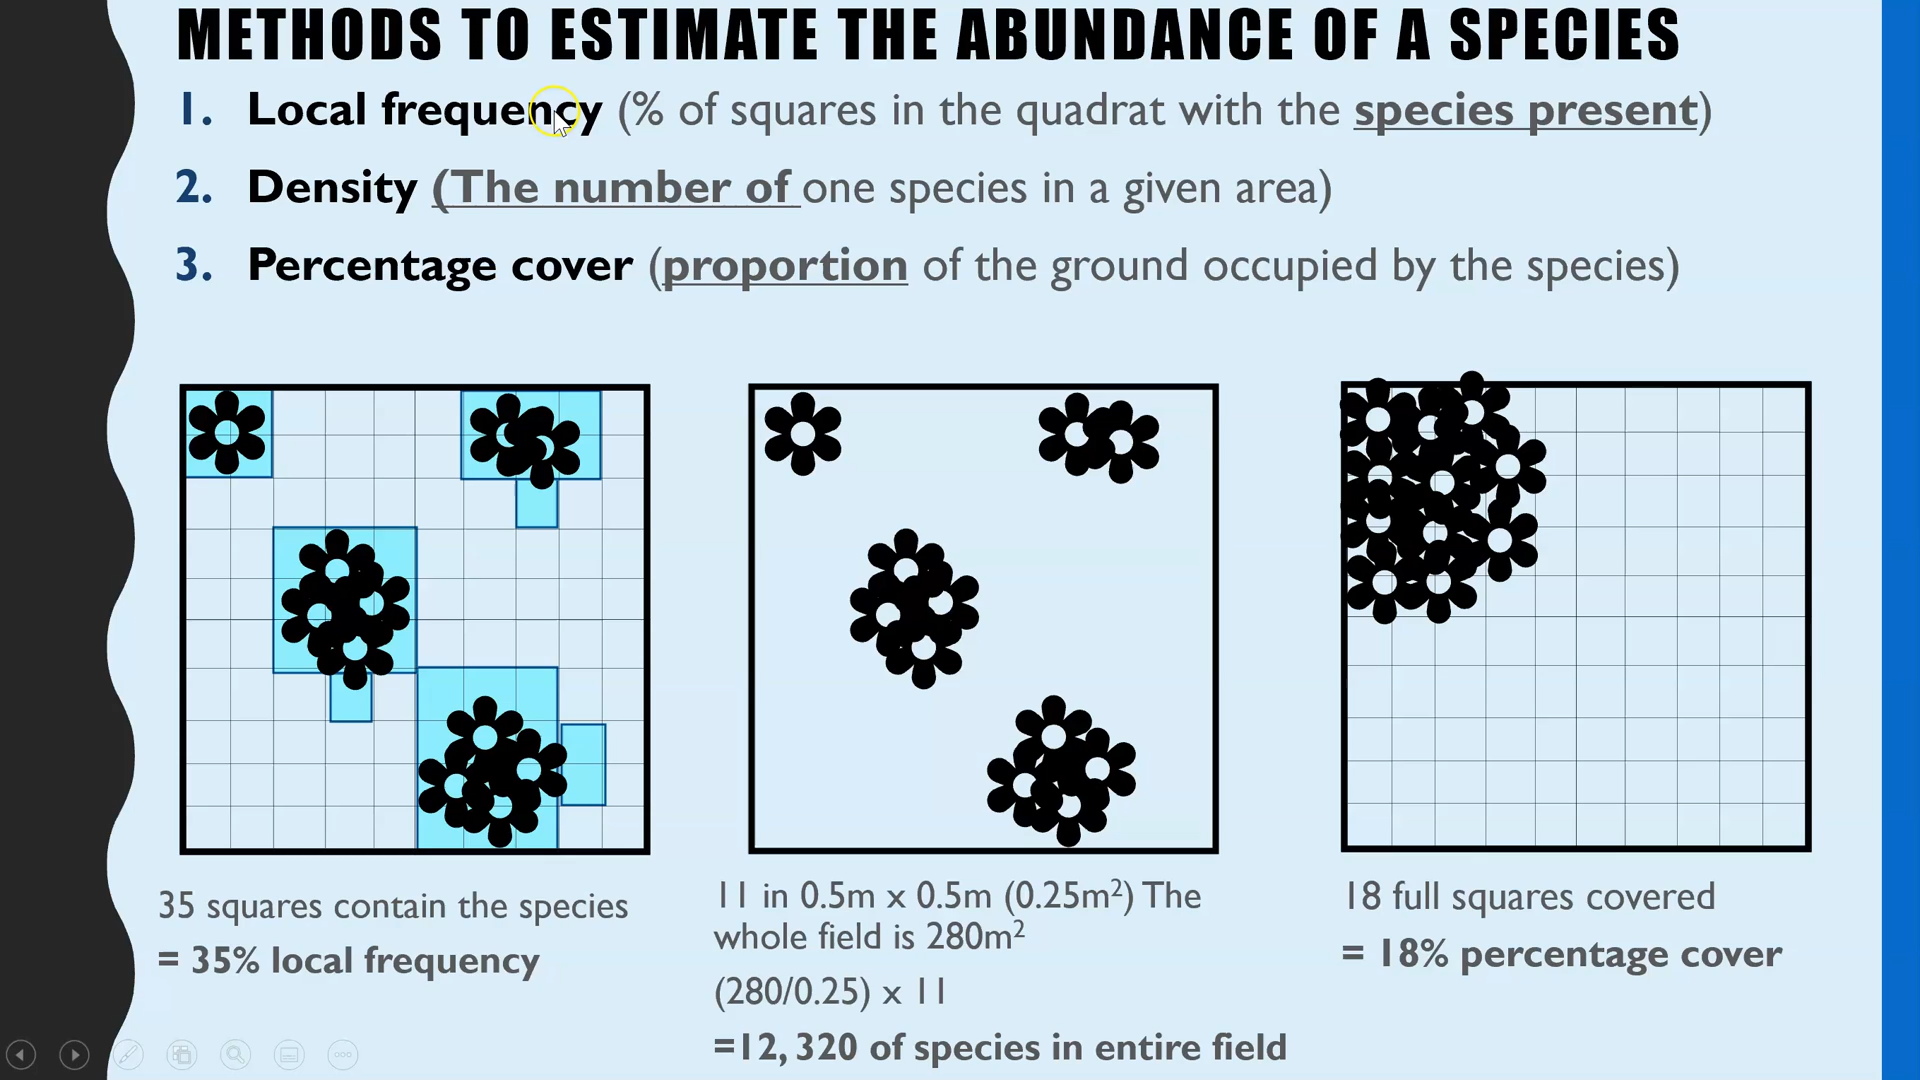 METHODS TO ESTIMATE THE ABUNDANCE OF A SPECIES
1. Local frequency (% of squares in the quadrat with the species present)
2. Density (The number of one species in a given area)
3. Percentage cover (proportion of the ground occupied by the species)
35 squares contain the species
= 35% local frequency
11 in 0.5m x 0.5m (0.25m²) The
whole field is 280m²
(280/0.25) x 11
=12, 320 of species in entire field
18 full squares covered
= 18% percentage cover